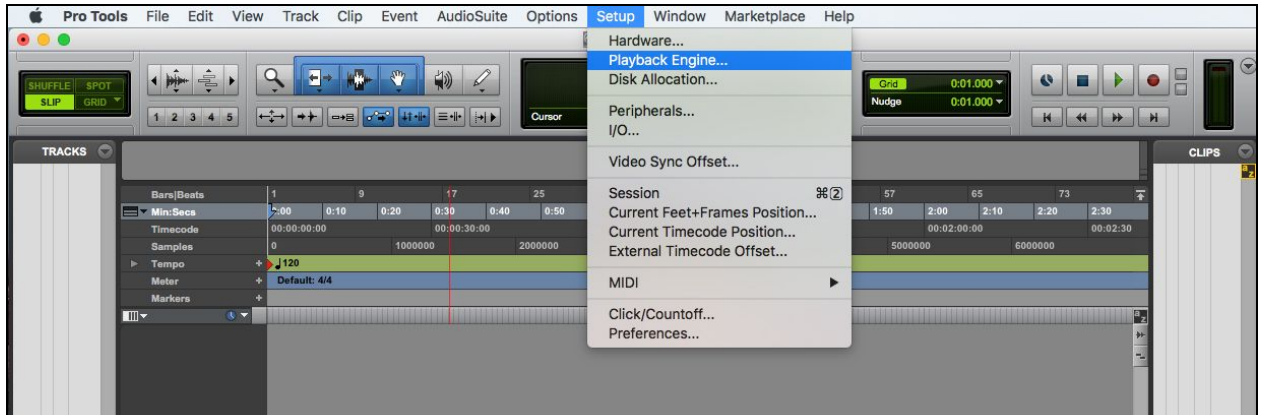 Pro Tools File Edit View Track Clip Event AudioSuite Options Setup Window Marketplace Help
Hardware...
Playback Engine...
Disk Allocation...
Peripherals...
I/O...
Video Sync Offset...
Session ⌘2
Current Feet+Frames Position...
Current Timecode Position...
External Timecode Offset...
MIDI
Click/Countoff...
Preferences...
SHUFFLE SPOT
SLIP GRID
1 2 3 4 5
Cursor
Grid 0:01.000
Nudge 0:01.000
TRACKS
CLIPS
a z
Bars|Beats 1 9 17 25 57 65 73
Min:Secs 0:00 0:10 0:20 0:30 0:40 0:50 1:50 2:00 2:10 2:20 2:30
Timecode 00:00:00:00 00:00:30:00 00:02:00:00 00:02:30
Samples 0 1000000 2000000 5000000 6000000
Tempo + 120
Meter + Default: 4/4
Markers +
a z